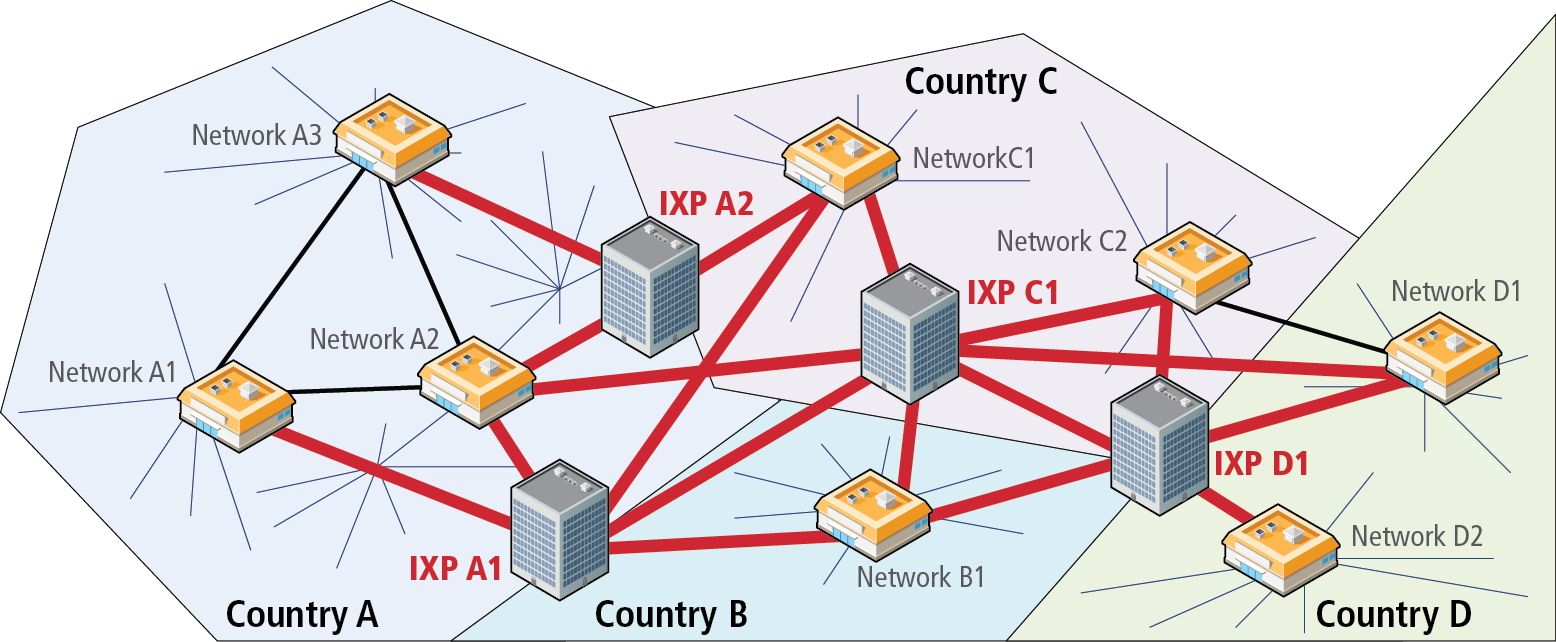 Country C
Network A3
NetworkC1
IXP A2
Network C2
IXP C1
Network D1
Network A2
Network A1
IXP D1
Network D2
IXP A1
Network B1
Country A
Country B
Country D